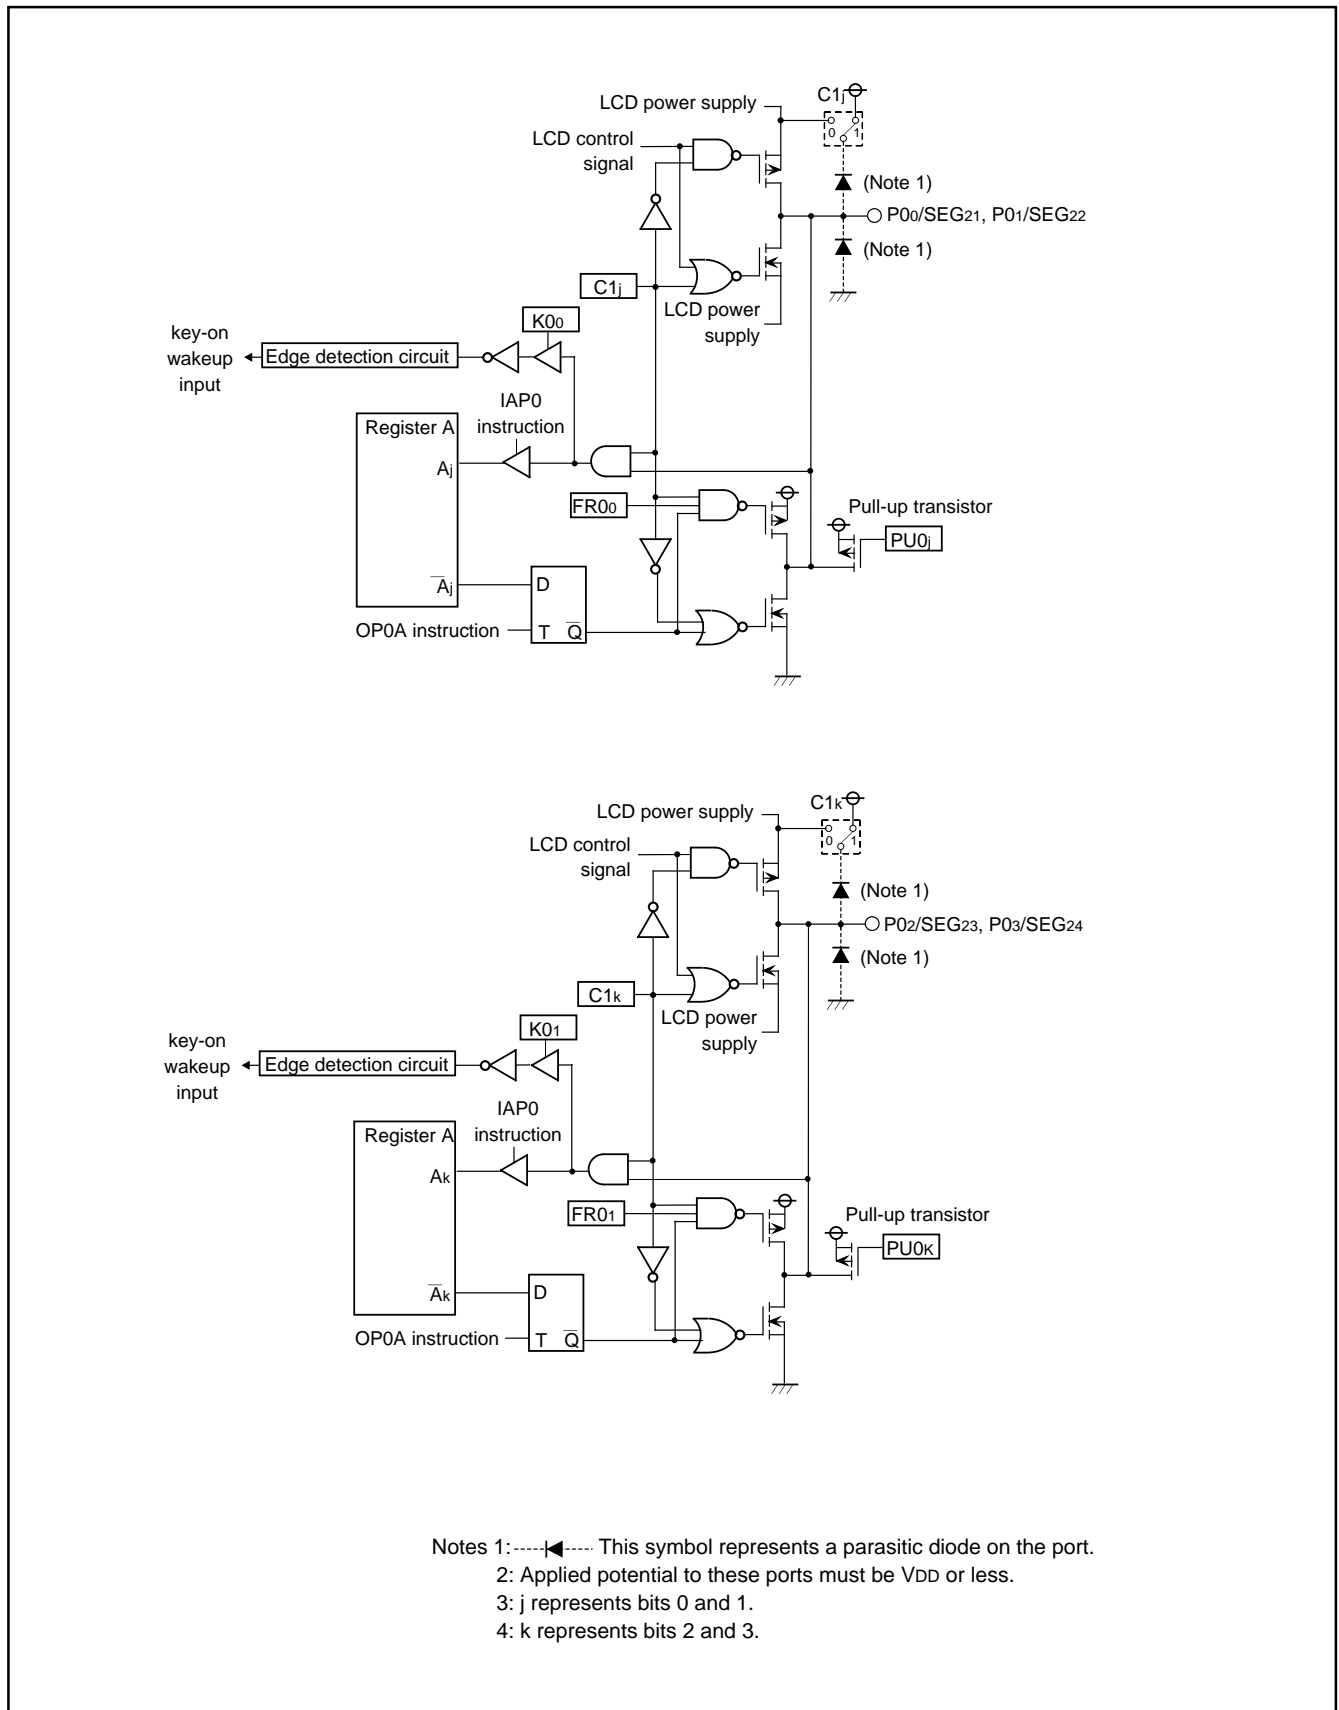 LCD power supply
C1j
0 1
LCD control
signal
(Note 1)
P00/SEG21, P01/SEG22
(Note 1)
C1j
LCD power
supply
K00
key-on
wakeup
input
Edge detection circuit
IAP0
instruction
Register A
Aj
FR00
Pull-up transistor
PU0j
A̅j
D
OP0A instruction
T Q̅
LCD power supply
C1k
0 1
LCD control
signal
(Note 1)
P02/SEG23, P03/SEG24
(Note 1)
C1k
LCD power
supply
K01
key-on
wakeup
input
Edge detection circuit
IAP0
instruction
Register A
Ak
FR01
Pull-up transistor
PU0K
A̅k
D
OP0A instruction
T Q̅
Notes 1: This symbol represents a parasitic diode on the port.
2: Applied potential to these ports must be VDD or less.
3: j represents bits 0 and 1.
4: k represents bits 2 and 3.